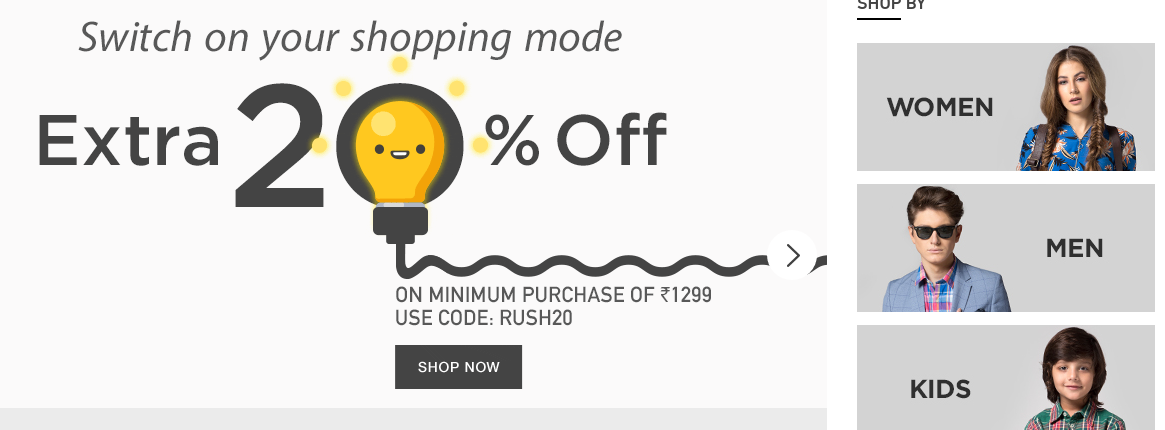 Switch on your shopping mode
Extra 20% Off
ON MINIMUM PURCHASE OF ₹1299
USE CODE: RUSH20
SHOP NOW
SHOP BY
WOMEN
MEN
KIDS